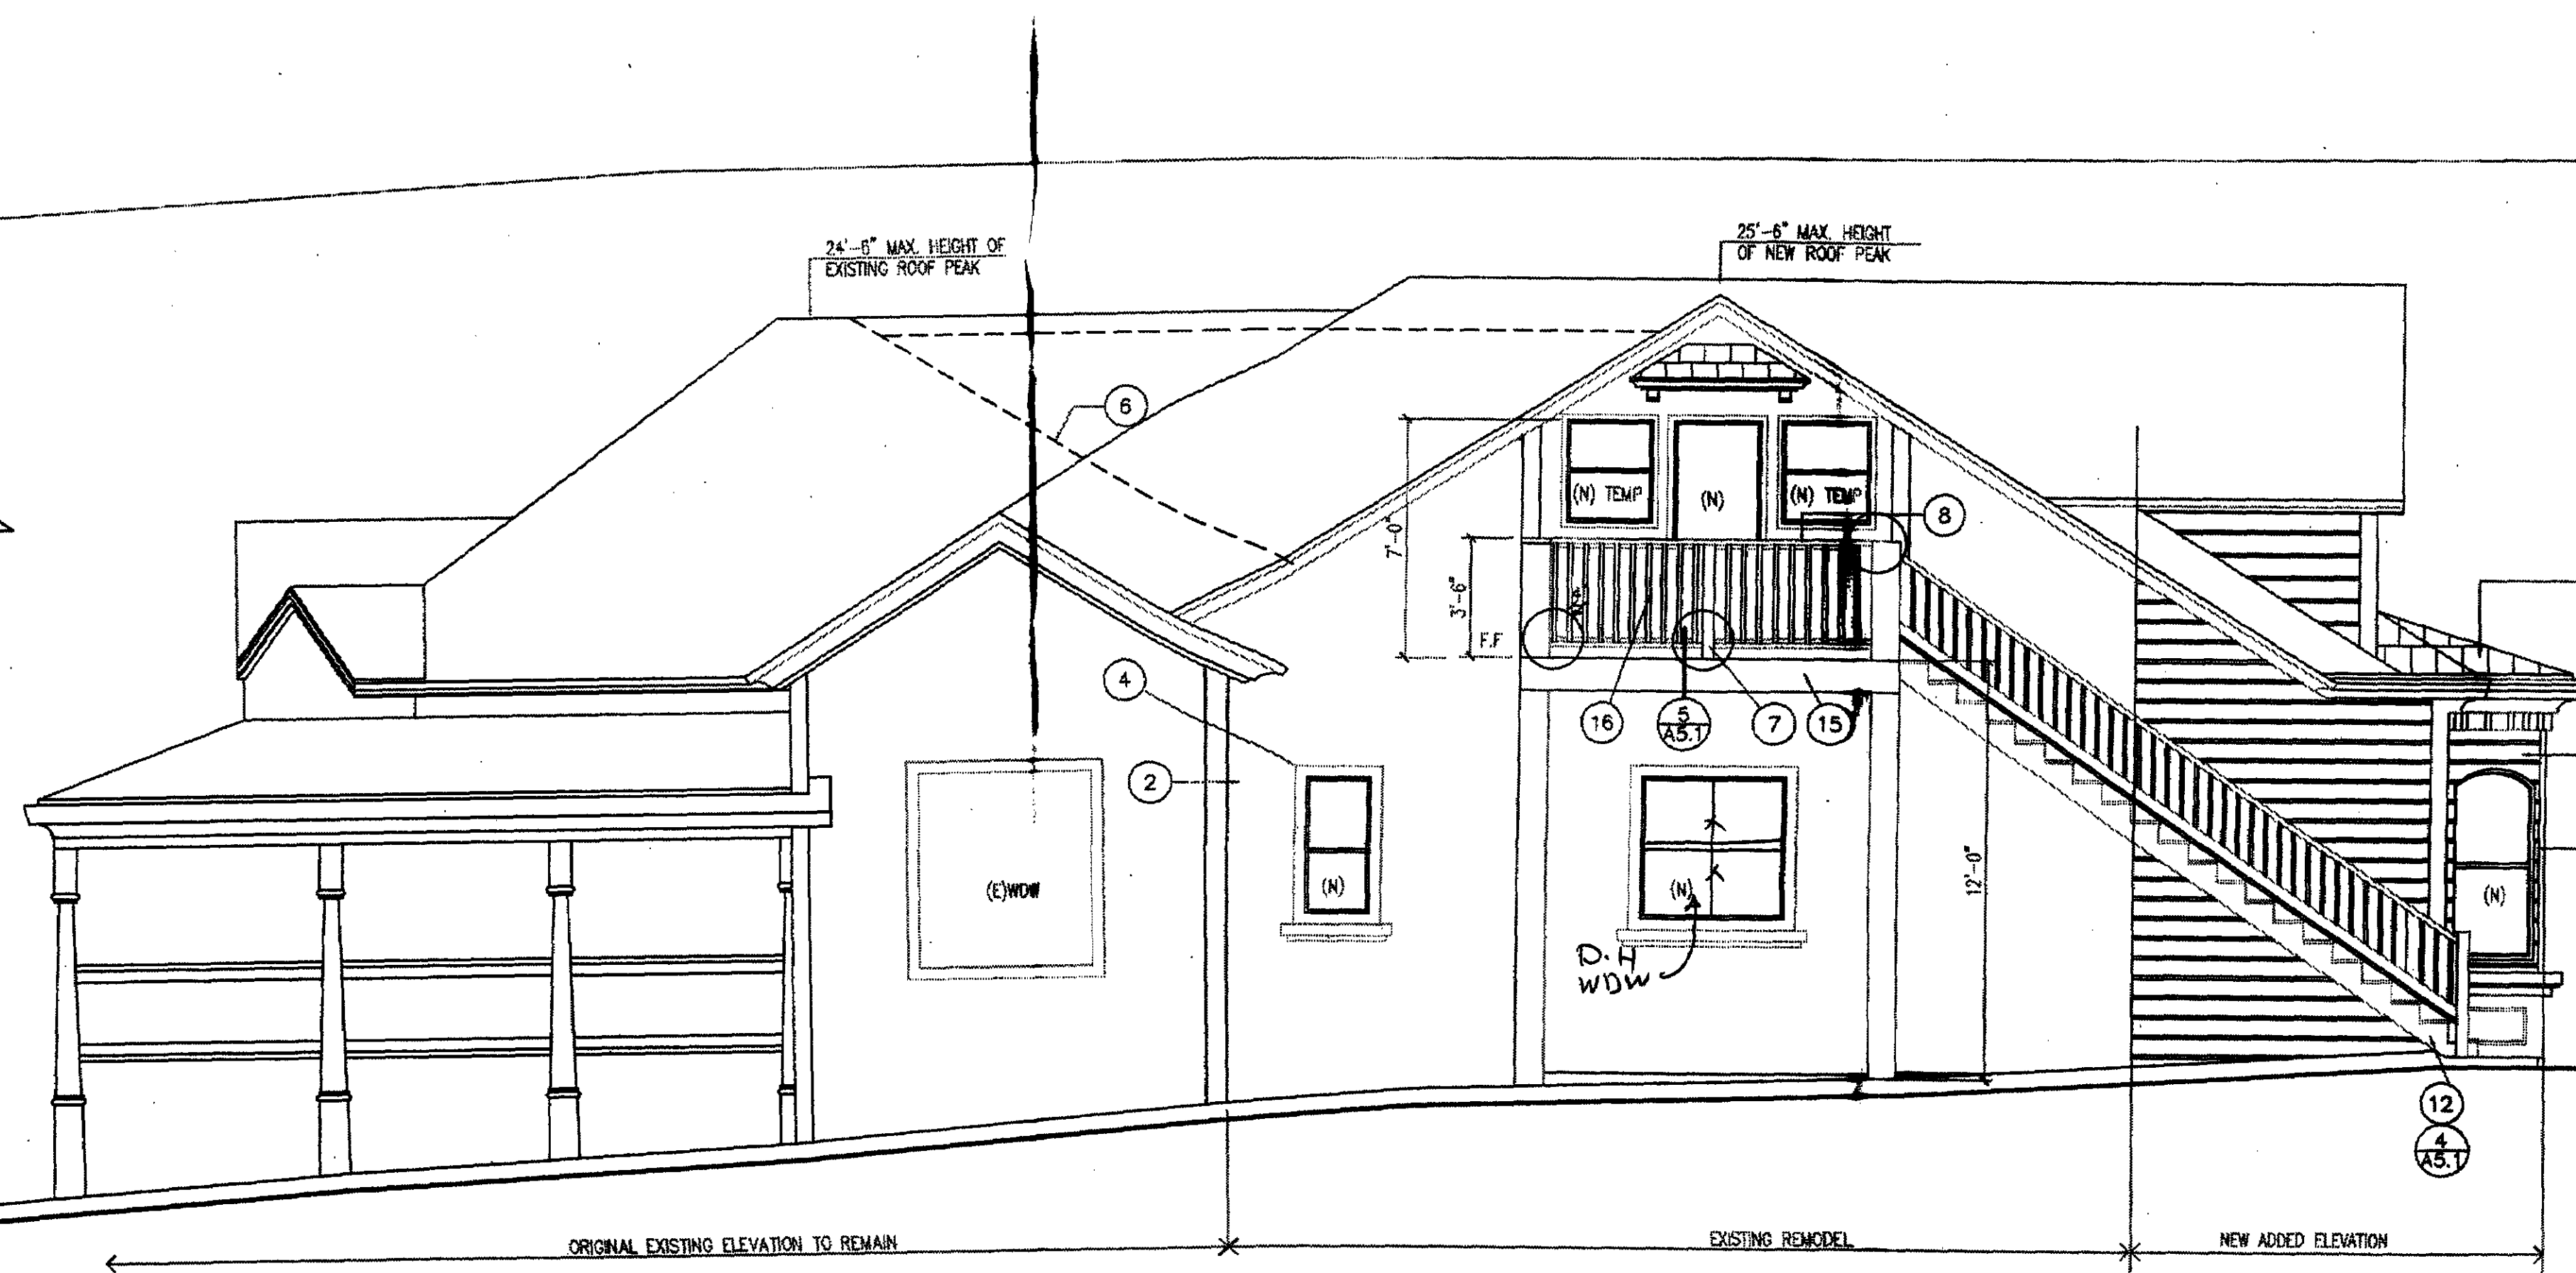 24'-6" MAX. HEIGHT OF
EXISTING ROOF PEAK
25'-6" MAX. HEIGHT
OF NEW ROOF PEAK
6
(N) TEMP
(N)
(N) TEMP
8
7'-0"
3'-6"
F.F
4
16
5
A5.1
7
15
2
(E)WDW
(N)
(N)
12'-0"
(N)
D.H
WDW
12
4
A5.1
ORIGINAL EXISTING ELEVATION TO REMAIN
EXISTING REMODEL
NEW ADDED ELEVATION